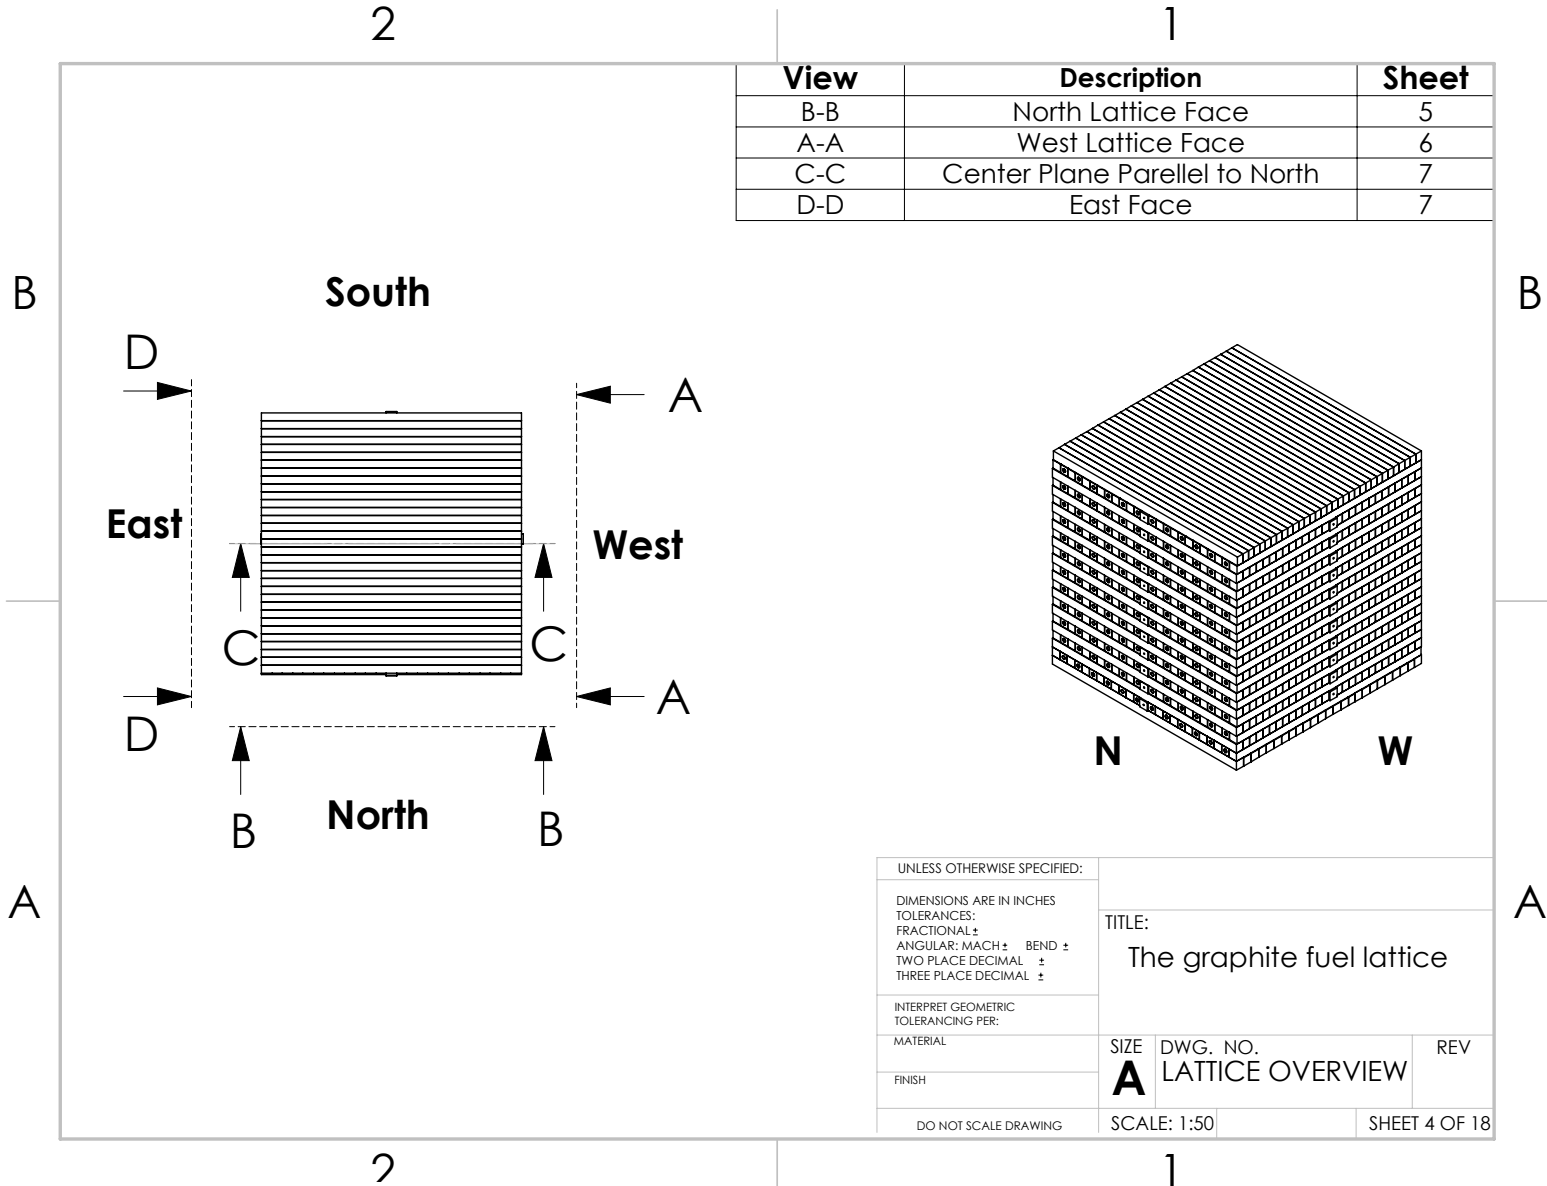 2 1
View Description Sheet
B-B North Lattice Face 5
A-A West Lattice Face 6
C-C Center Plane Parellel to North 7
D-D East Face 7
B B
South
D A
East West
C C
D A
B B
North
N W
A A
UNLESS OTHERWISE SPECIFIED:
DIMENSIONS ARE IN INCHES
TOLERANCES:
FRACTIONAL ±
ANGULAR: MACH ± BEND ±
TWO PLACE DECIMAL ±
THREE PLACE DECIMAL ±
INTERPRET GEOMETRIC
TOLERANCING PER:
MATERIAL
FINISH
DO NOT SCALE DRAWING
TITLE:
The graphite fuel lattice
SIZE DWG. NO. REV
A LATTICE OVERVIEW
SCALE: 1:50 SHEET 4 OF 18
2 1